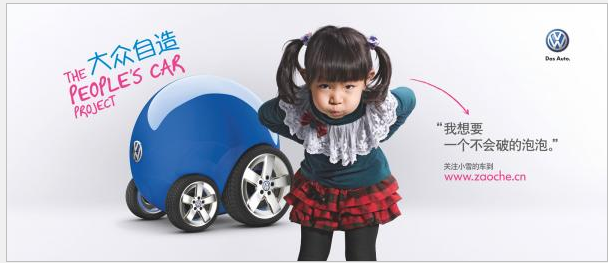 大众自造
THE
PEOPLE'S CAR
PROJECT
Das Auto.
“我想要
一个不会破的泡泡。”
关注小雪的车到
www.zaoche.cn